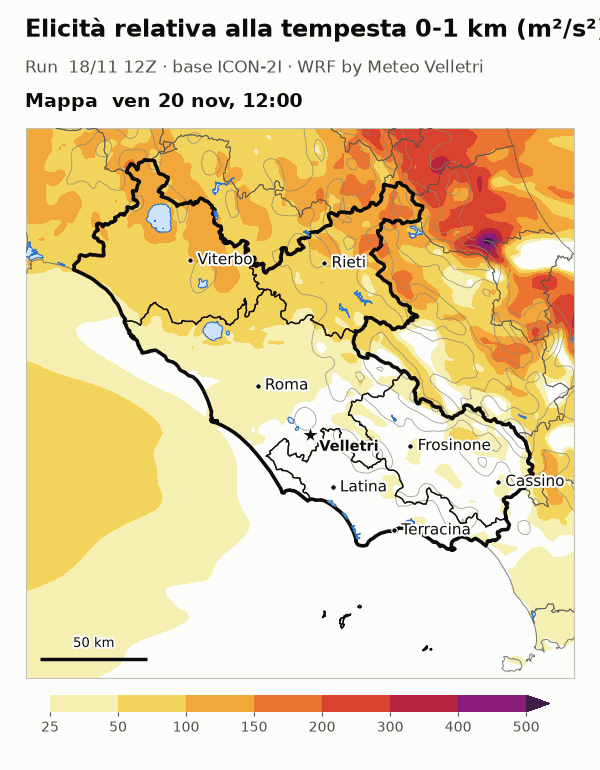 Elicità relativa alla tempesta 0-1 km (m²/s²)
Run 18/11 12Z · base ICON-2I · WRF by Meteo Velletri
Mappa ven 20 nov, 12:00
Viterbo
Rieti
Roma
Velletri
Frosinone
Cassino
Latina
Terracina
50 km
25 50 100 150 200 300 400 500